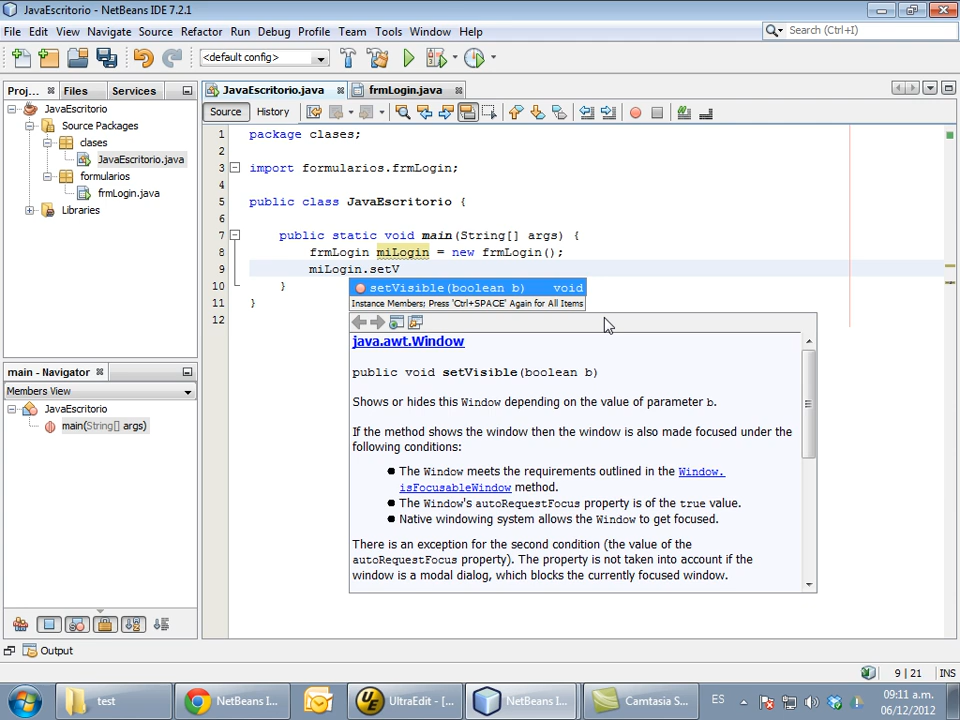 JavaEscritorio - NetBeans IDE 7.2.1
File Edit View Navigate Source Refactor Run Debug Profile Team Tools Window Help
Search (Ctrl+I)
<default config>
Proj... Files Services
JavaEscritorio.java frmLogin.java
Source History
JavaEscritorio
Source Packages
clases
JavaEscritorio.java
formularios
frmLogin.java
Libraries
1 package clases;
2
3 import formularios.frmLogin;
4
5 public class JavaEscritorio {
6
7 public static void main(String[] args) {
8 frmLogin miLogin = new frmLogin();
9 miLogin.setV
10 }
11 }
12
setVisible(boolean b) void
Instance Members; Press 'Ctrl+SPACE' Again for All Items
java.awt.Window
public void setVisible(boolean b)
Shows or hides this Window depending on the value of parameter b.
If the method shows the window then the window is also made focused under the
following conditions:
The Window meets the requirements outlined in the Window.
isFocusableWindow method.
The Window's autoRequestFocus property is of the true value.
Native windowing system allows the Window to get focused.
There is an exception for the second condition (the value of the
autoRequestFocus property). The property is not taken into account if the
window is a modal dialog, which blocks the currently focused window.
main - Navigator
Members View
JavaEscritorio
main(String[] args)
Output
9 | 21 INS
test
NetBeans I...
UltraEdit - [...
NetBeans I...
Camtasia S...
ES
09:11 a.m.
06/12/2012